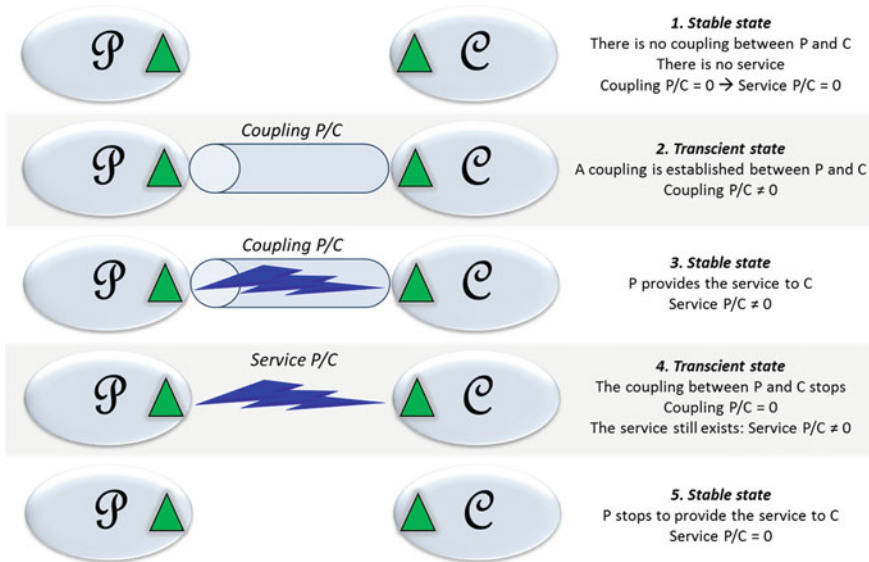 𝒫 𝒞
1. Stable state
There is no coupling between P and C
There is no service
Coupling P/C = 0 → Service P/C = 0
Coupling P/C
𝒫 𝒞
2. Transcient state
A coupling is established between P and C
Coupling P/C ≠ 0
Coupling P/C
𝒫 𝒞
3. Stable state
P provides the service to C
Service P/C ≠ 0
Service P/C
𝒫 𝒞
4. Transcient state
The coupling between P and C stops
Coupling P/C = 0
The service still exists: Service P/C ≠ 0
𝒫 𝒞
5. Stable state
P stops to provide the service to C
Service P/C = 0